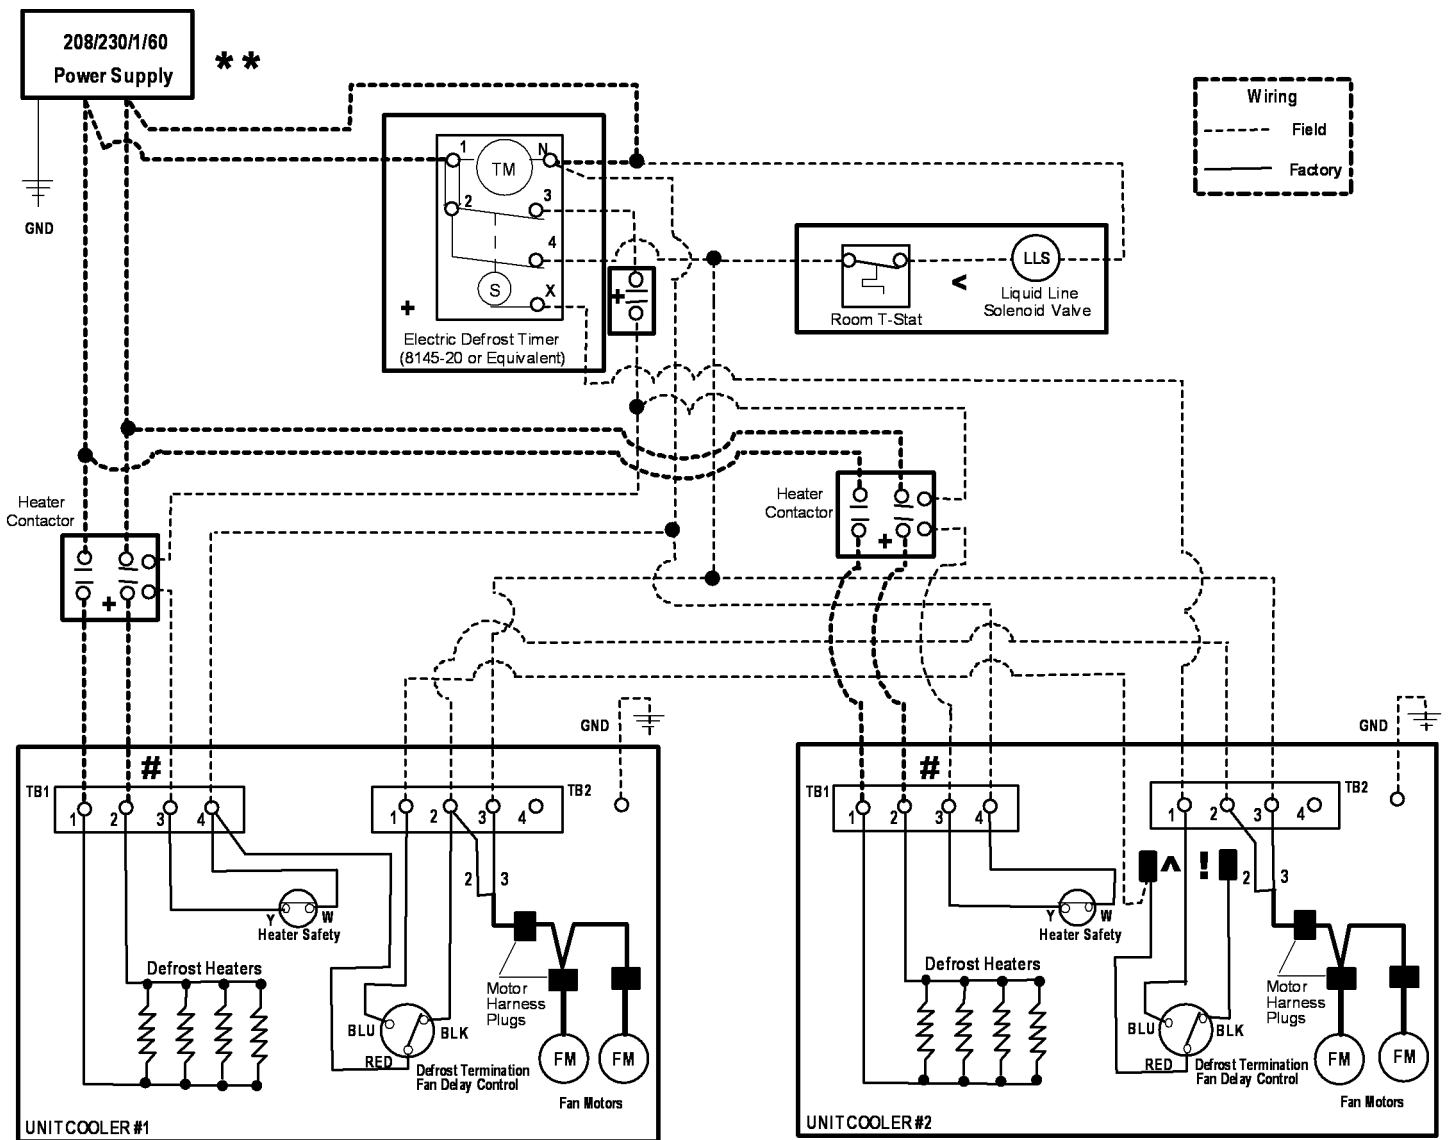 208/230/1/60
Power Supply
* *
GND
Wiring
Field
Factory
1
TM
N
2
3
4
S
X
+
Electric Defrost Timer
(8145-20 or Equivalent)
+
<
LLS
Room T-Stat
Liquid Line
Solenoid Valve
Heater
Contactor
+
Heater
Contactor
+
GND
GND
#
TB1
1
2
3
4
1
2
3
4
TB2
2
3
Y
W
Heater Safety
Defrost Heaters
BLU
BLK
RED
Defrost Termination
Fan Delay Control
Motor
Harness
Plugs
FM
FM
Fan Motors
UNIT COOLER #1
#
TB1
1
2
3
4
1
2
3
4
TB2
^
!
2
3
Y
W
Heater Safety
Defrost Heaters
BLU
BLK
RED
Defrost Termination
Fan Delay Control
Motor
Harness
Plugs
FM
FM
Fan Motors
UNIT COOLER #2